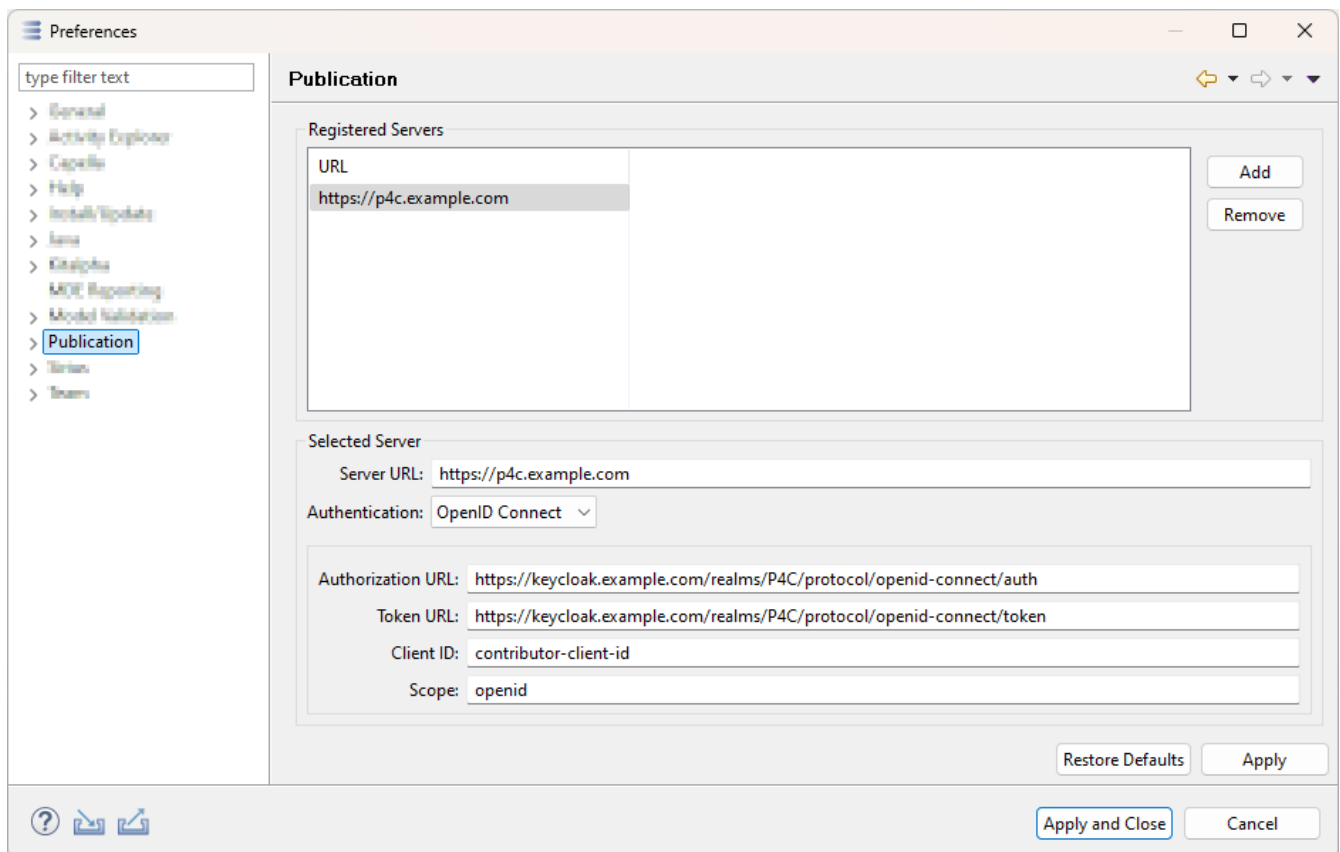 Preferences
type filter text
Publication
Publication
Registered Servers
URL
https://p4c.example.com
Add
Remove
Selected Server
Server URL: https://p4c.example.com
Authentication: OpenID Connect
Authorization URL: https://keycloak.example.com/realms/P4C/protocol/openid-connect/auth
Token URL: https://keycloak.example.com/realms/P4C/protocol/openid-connect/token
Client ID: contributor-client-id
Scope: openid
Restore Defaults
Apply
Apply and Close
Cancel